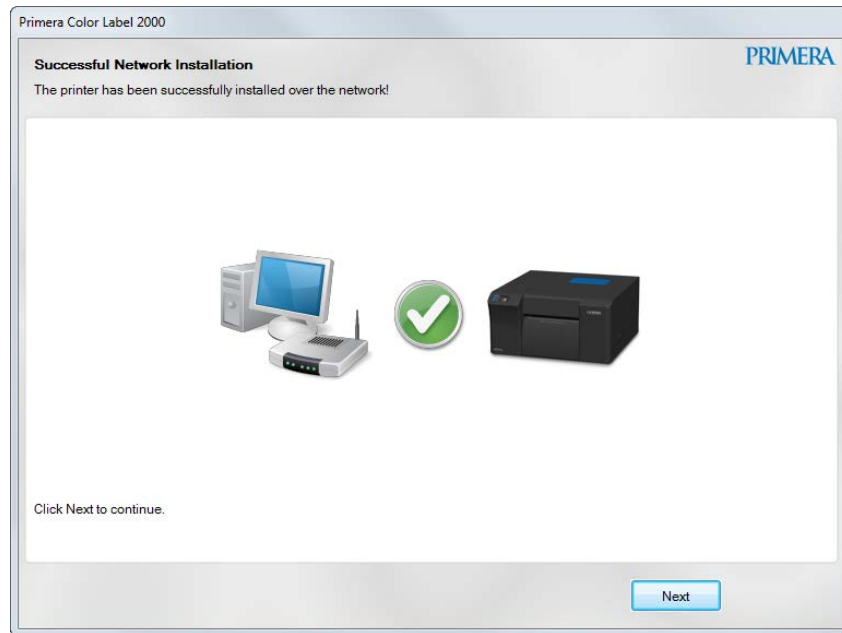 Primera Color Label 2000
Successful Network Installation
PRIMERA
The printer has been successfully installed over the network!
Click Next to continue.
Next